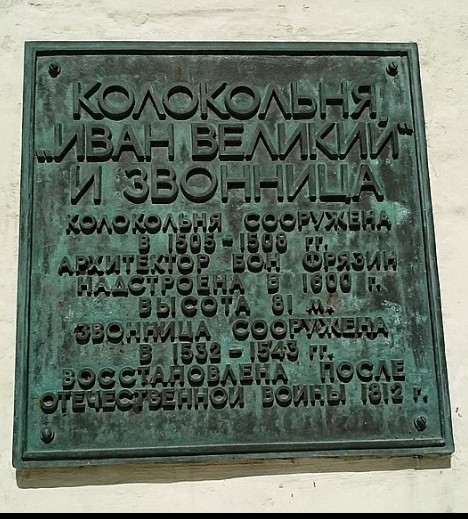 КОЛОКОЛЬНЯ
„ИВАН ВЕЛИКИЙ“
И ЗВОННИЦА
КОЛОКОЛЬНЯ СООРУЖЕНА
В 1505-1508 ГГ.
АРХИТЕКТОР БОН ФРЯЗИН
НАДСТРОЕНА В 1600 Г.
ВЫСОТА 81 М.
ЗВОННИЦА СООРУЖЕНА
В 1532 - 1543 ГГ.
ВОССТАНОВЛЕНА ПОСЛЕ
ОТЕЧЕСТВЕННОЙ ВОЙНЫ 1812 Г.